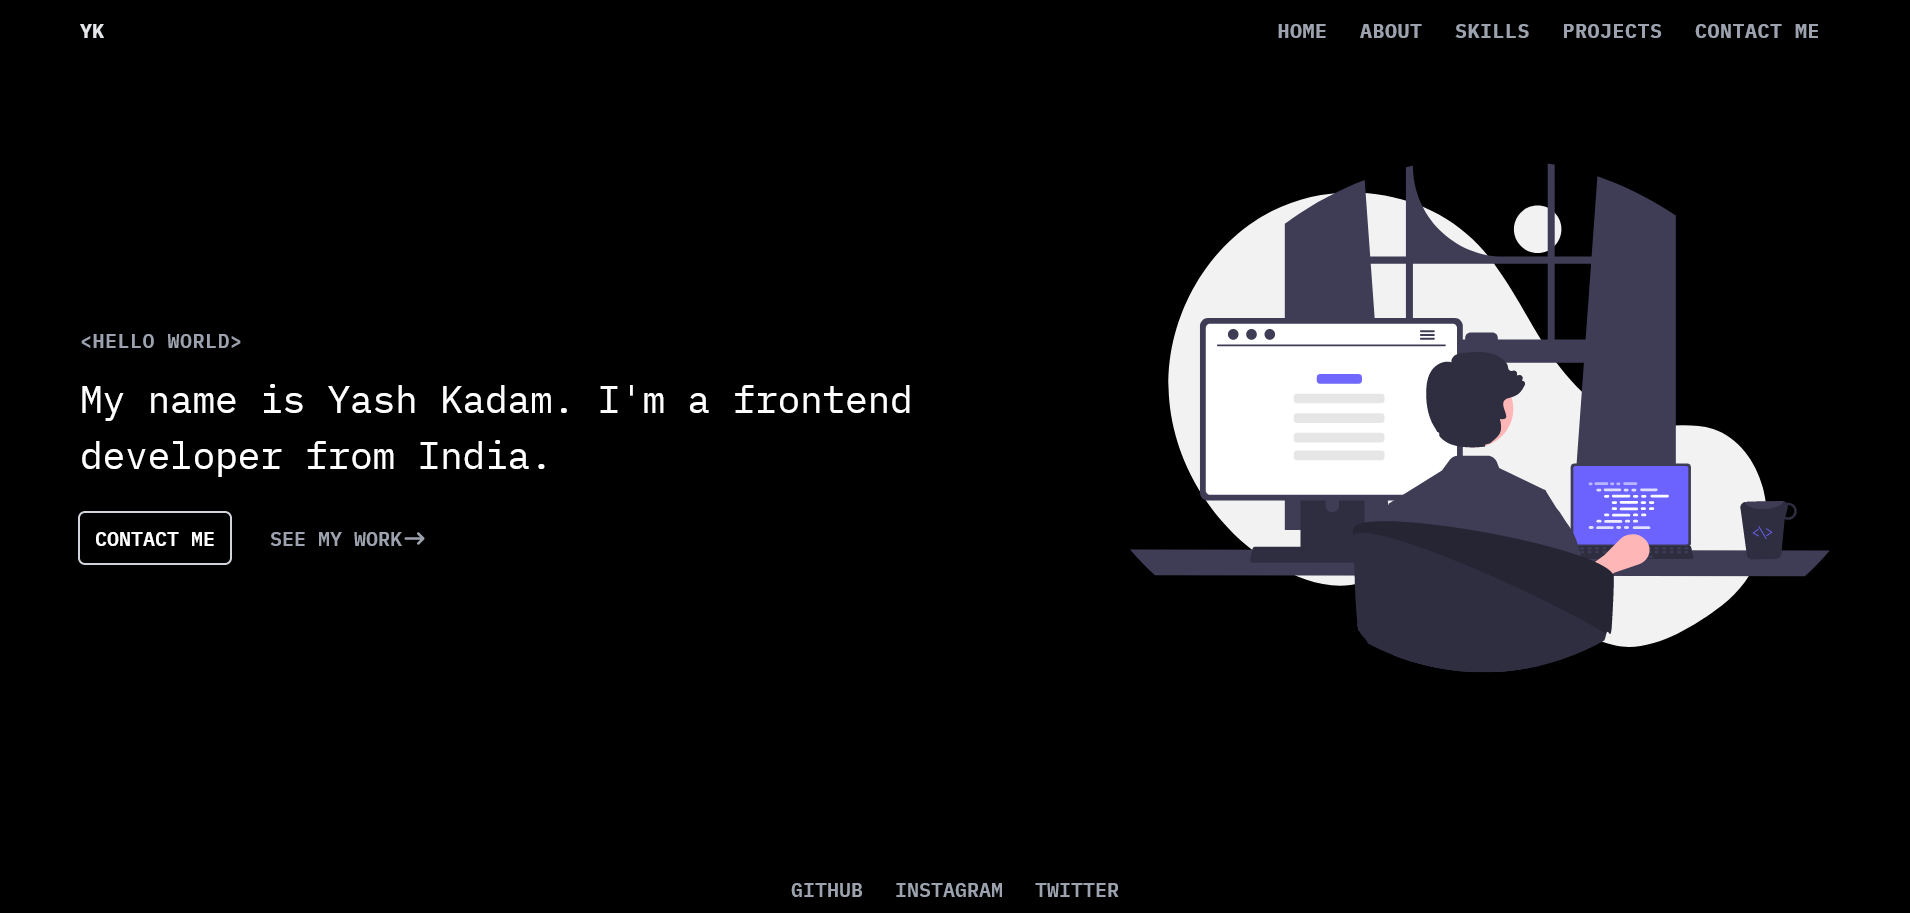 YK
HOME ABOUT SKILLS PROJECTS CONTACT ME
<HELLO WORLD>
My name is Yash Kadam. I'm a frontend
developer from India.
CONTACT ME SEE MY WORK→
</>
GITHUB INSTAGRAM TWITTER